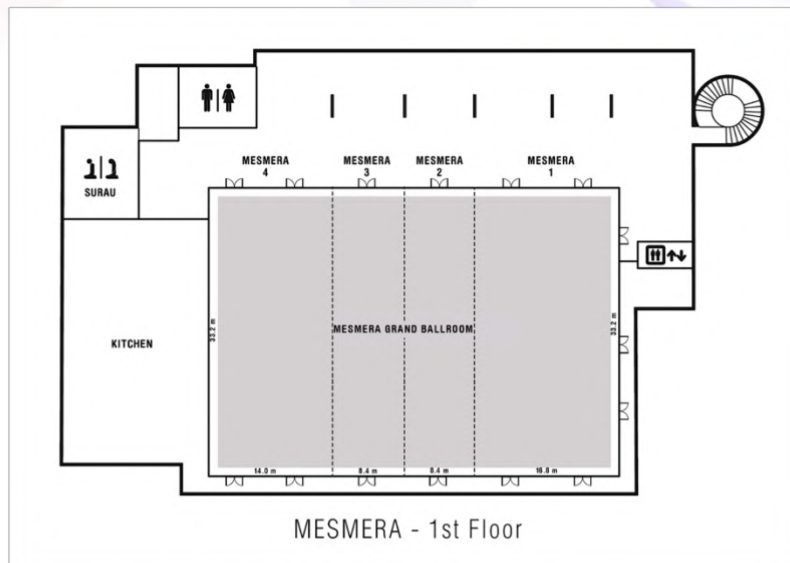 MESMERA
4
MESMERA
3
MESMERA
2
MESMERA
1
SURAU
KITCHEN
33.2 m
MESMERA GRAND BALLROOM
33.2 m
14.0 m
8.4 m
8.4 m
16.8 m
MESMERA - 1st Floor